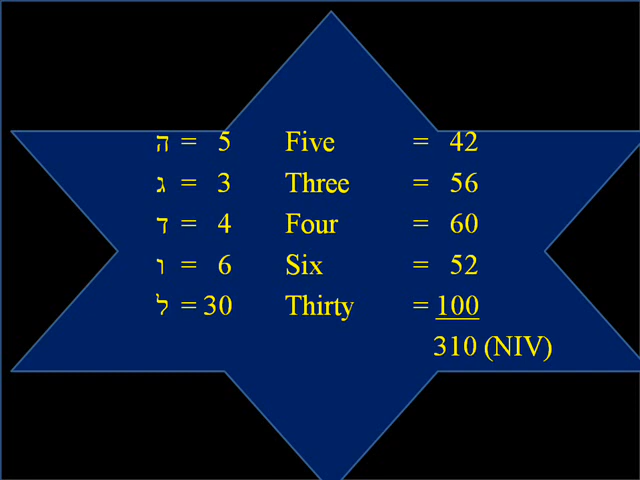 ה = 5 Five = 42
ג = 3 Three = 56
ד = 4 Four = 60
ו = 6 Six = 52
ל = 30 Thirty = 100
310 (NIV)